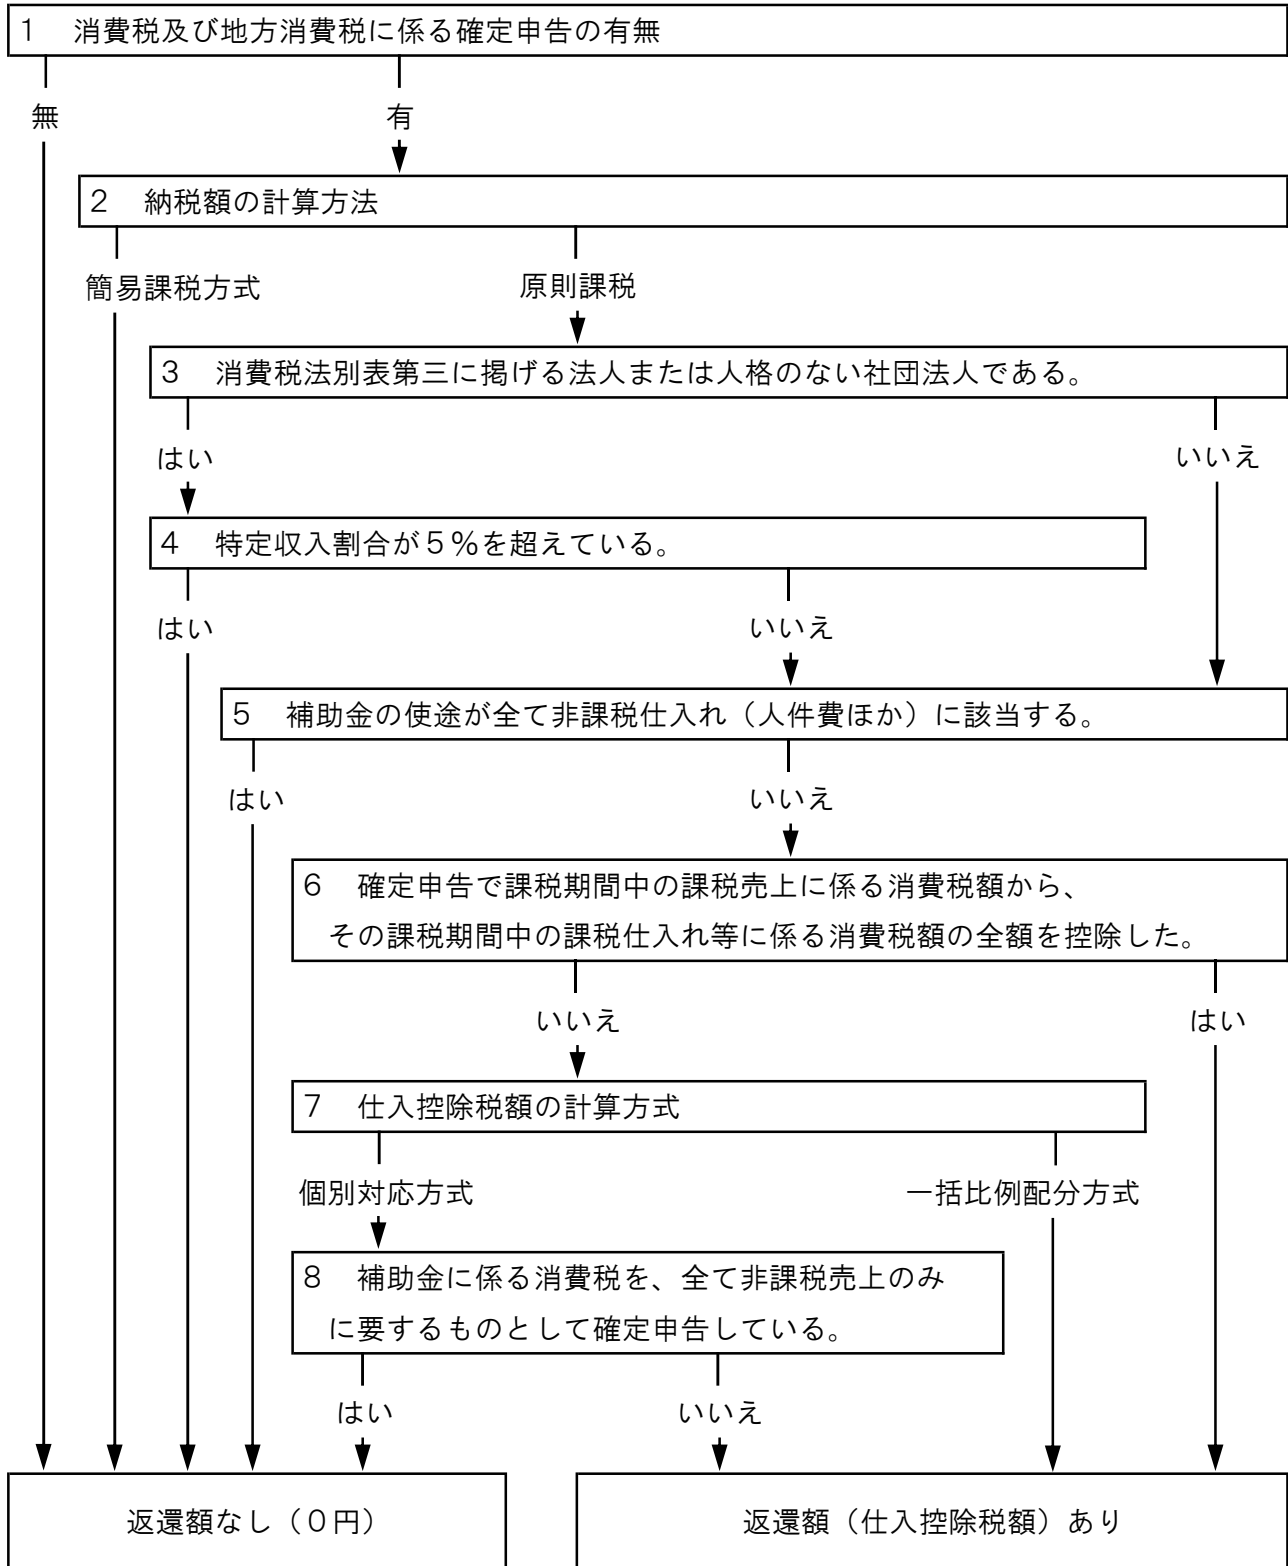 1　消費税及び地方消費税に係る確定申告の有無
無
有
2　納税額の計算方法
簡易課税方式
原則課税
3　消費税法別表第三に掲げる法人または人格のない社団法人である。
はい
いいえ
4　特定収入割合が5%を超えている。
はい
いいえ
5　補助金の使途が全て非課税仕入れ（人件費ほか）に該当する。
はい
いいえ
6　確定申告で課税期間中の課税売上に係る消費税額から、
その課税期間中の課税仕入れ等に係る消費税額の全額を控除した。
いいえ
はい
7　仕入控除税額の計算方式
個別対応方式
一括比例配分方式
8　補助金に係る消費税を、全て非課税売上のみ
に要するものとして確定申告している。
はい
いいえ
返還額なし（0円）
返還額（仕入控除税額）あり